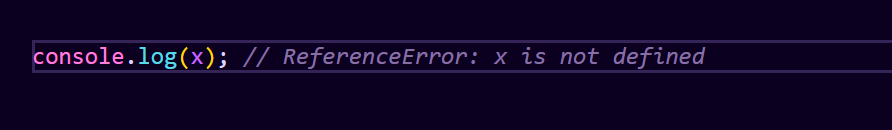 console.log(x); // ReferenceError: x is not defined